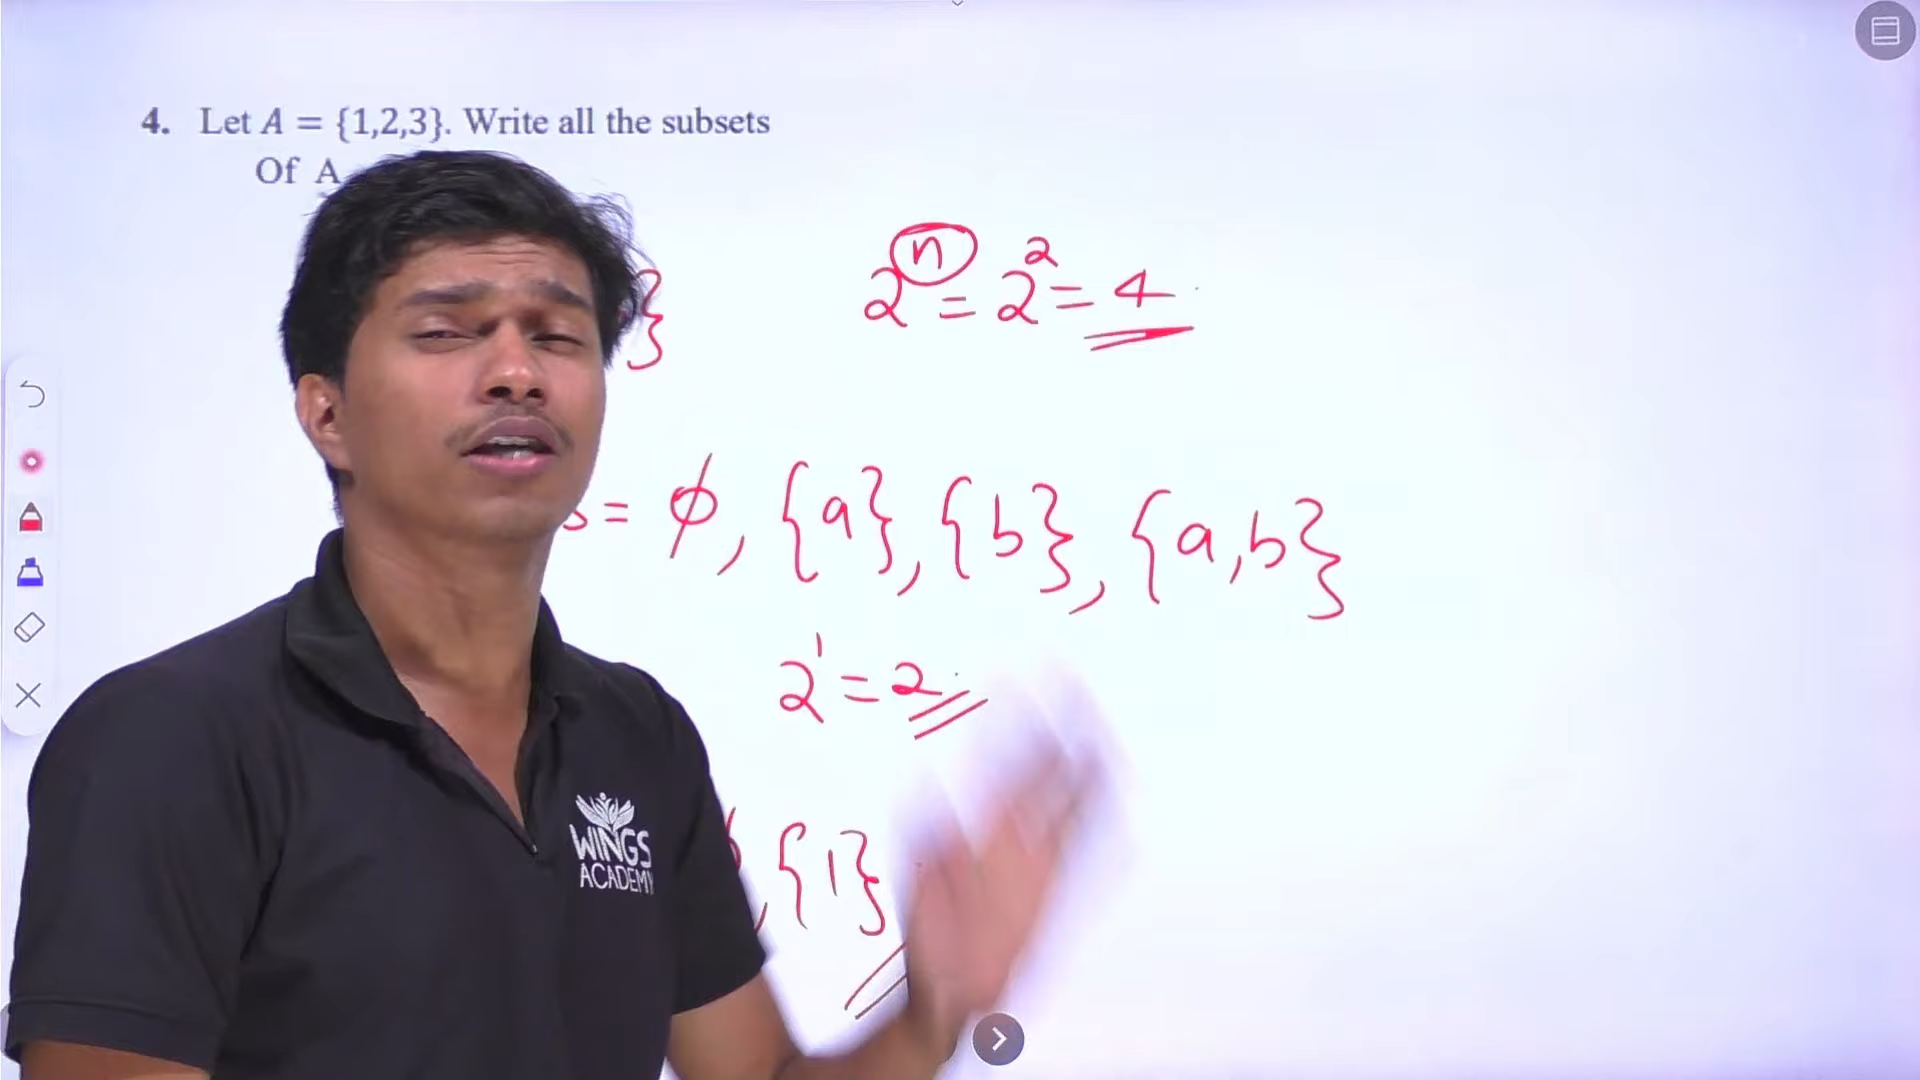 4. Let A = {1,2,3}. Write all the subsets
Of A
}
2ⁿ = 2² = 4
s = ϕ, {a}, {b}, {a,b}
2¹ = 2
ϕ, {1}
WINGS
ACADEMY